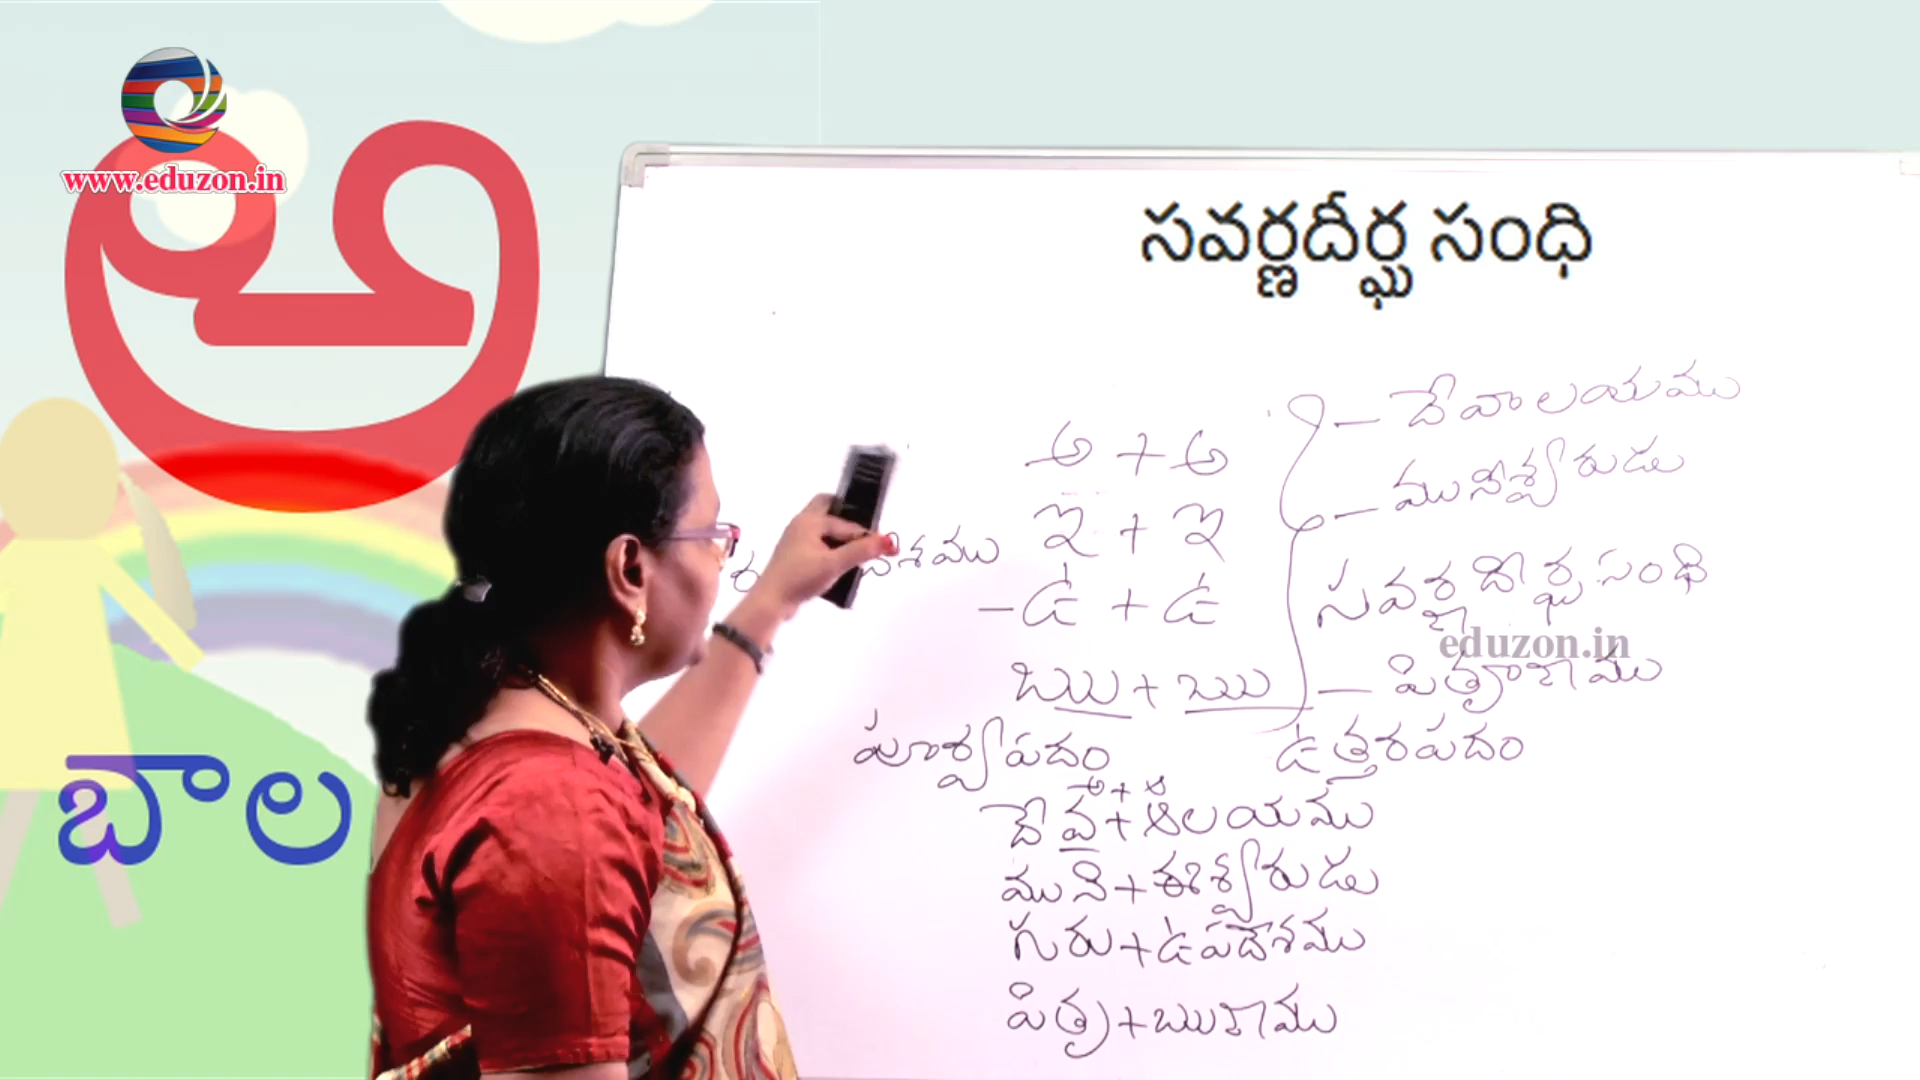 www.eduzon.in
అ
బాల
సవర్ణదీర్ఘ సంధి
అ + అ – దేవాలయము
ఇ + ఇ – మునీశ్వరుడు
– ఉ + ఉ సవర్ణ దీర్ఘ సంధి
eduzon.in
ఋ + ఋ – పిత్రూణము
పూర్వపదం ఉత్తరపదం
అ + ఆ
దేవ + ఆలయము
ముని + ఈశ్వరుడు
గురు + ఉపదేశము
పితృ + ఋణము